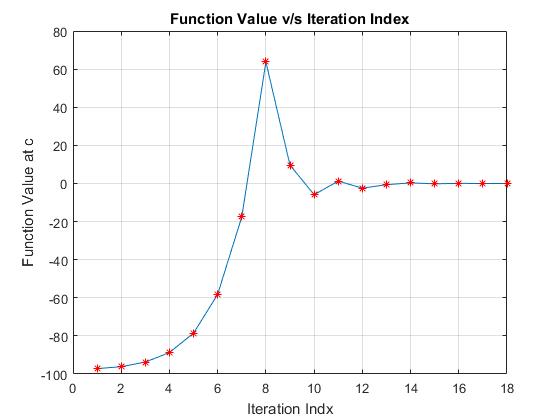 Function Value v/s Iteration Index
80
60
40
20
0
-20
-40
-60
-80
-100
Function Value at c
0 2 4 6 8 10 12 14 16 18
Iteration Indx